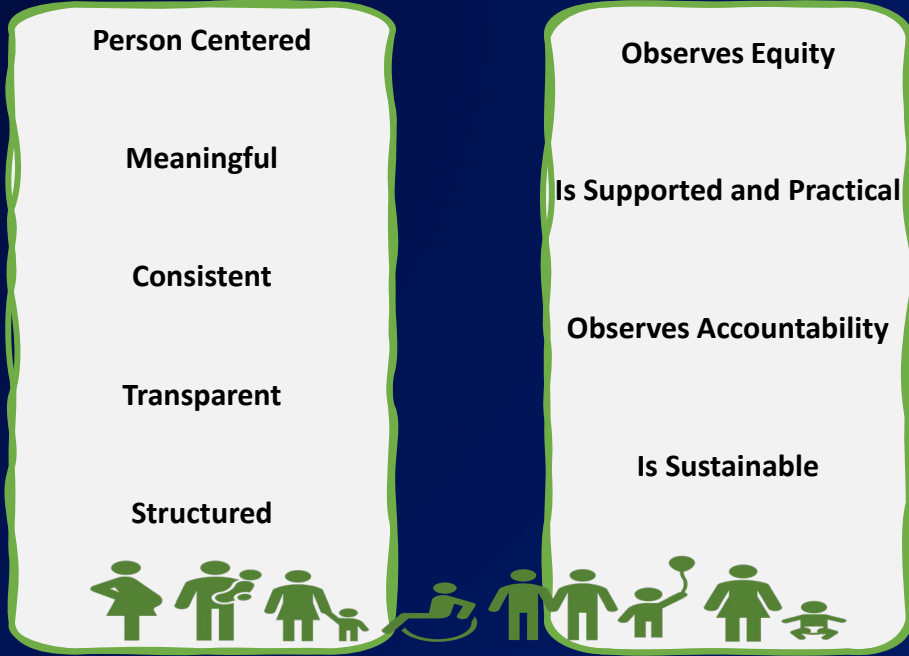 Person Centered
Meaningful
Consistent
Transparent
Structured
Observes Equity
Is Supported and Practical
Observes Accountability
Is Sustainable